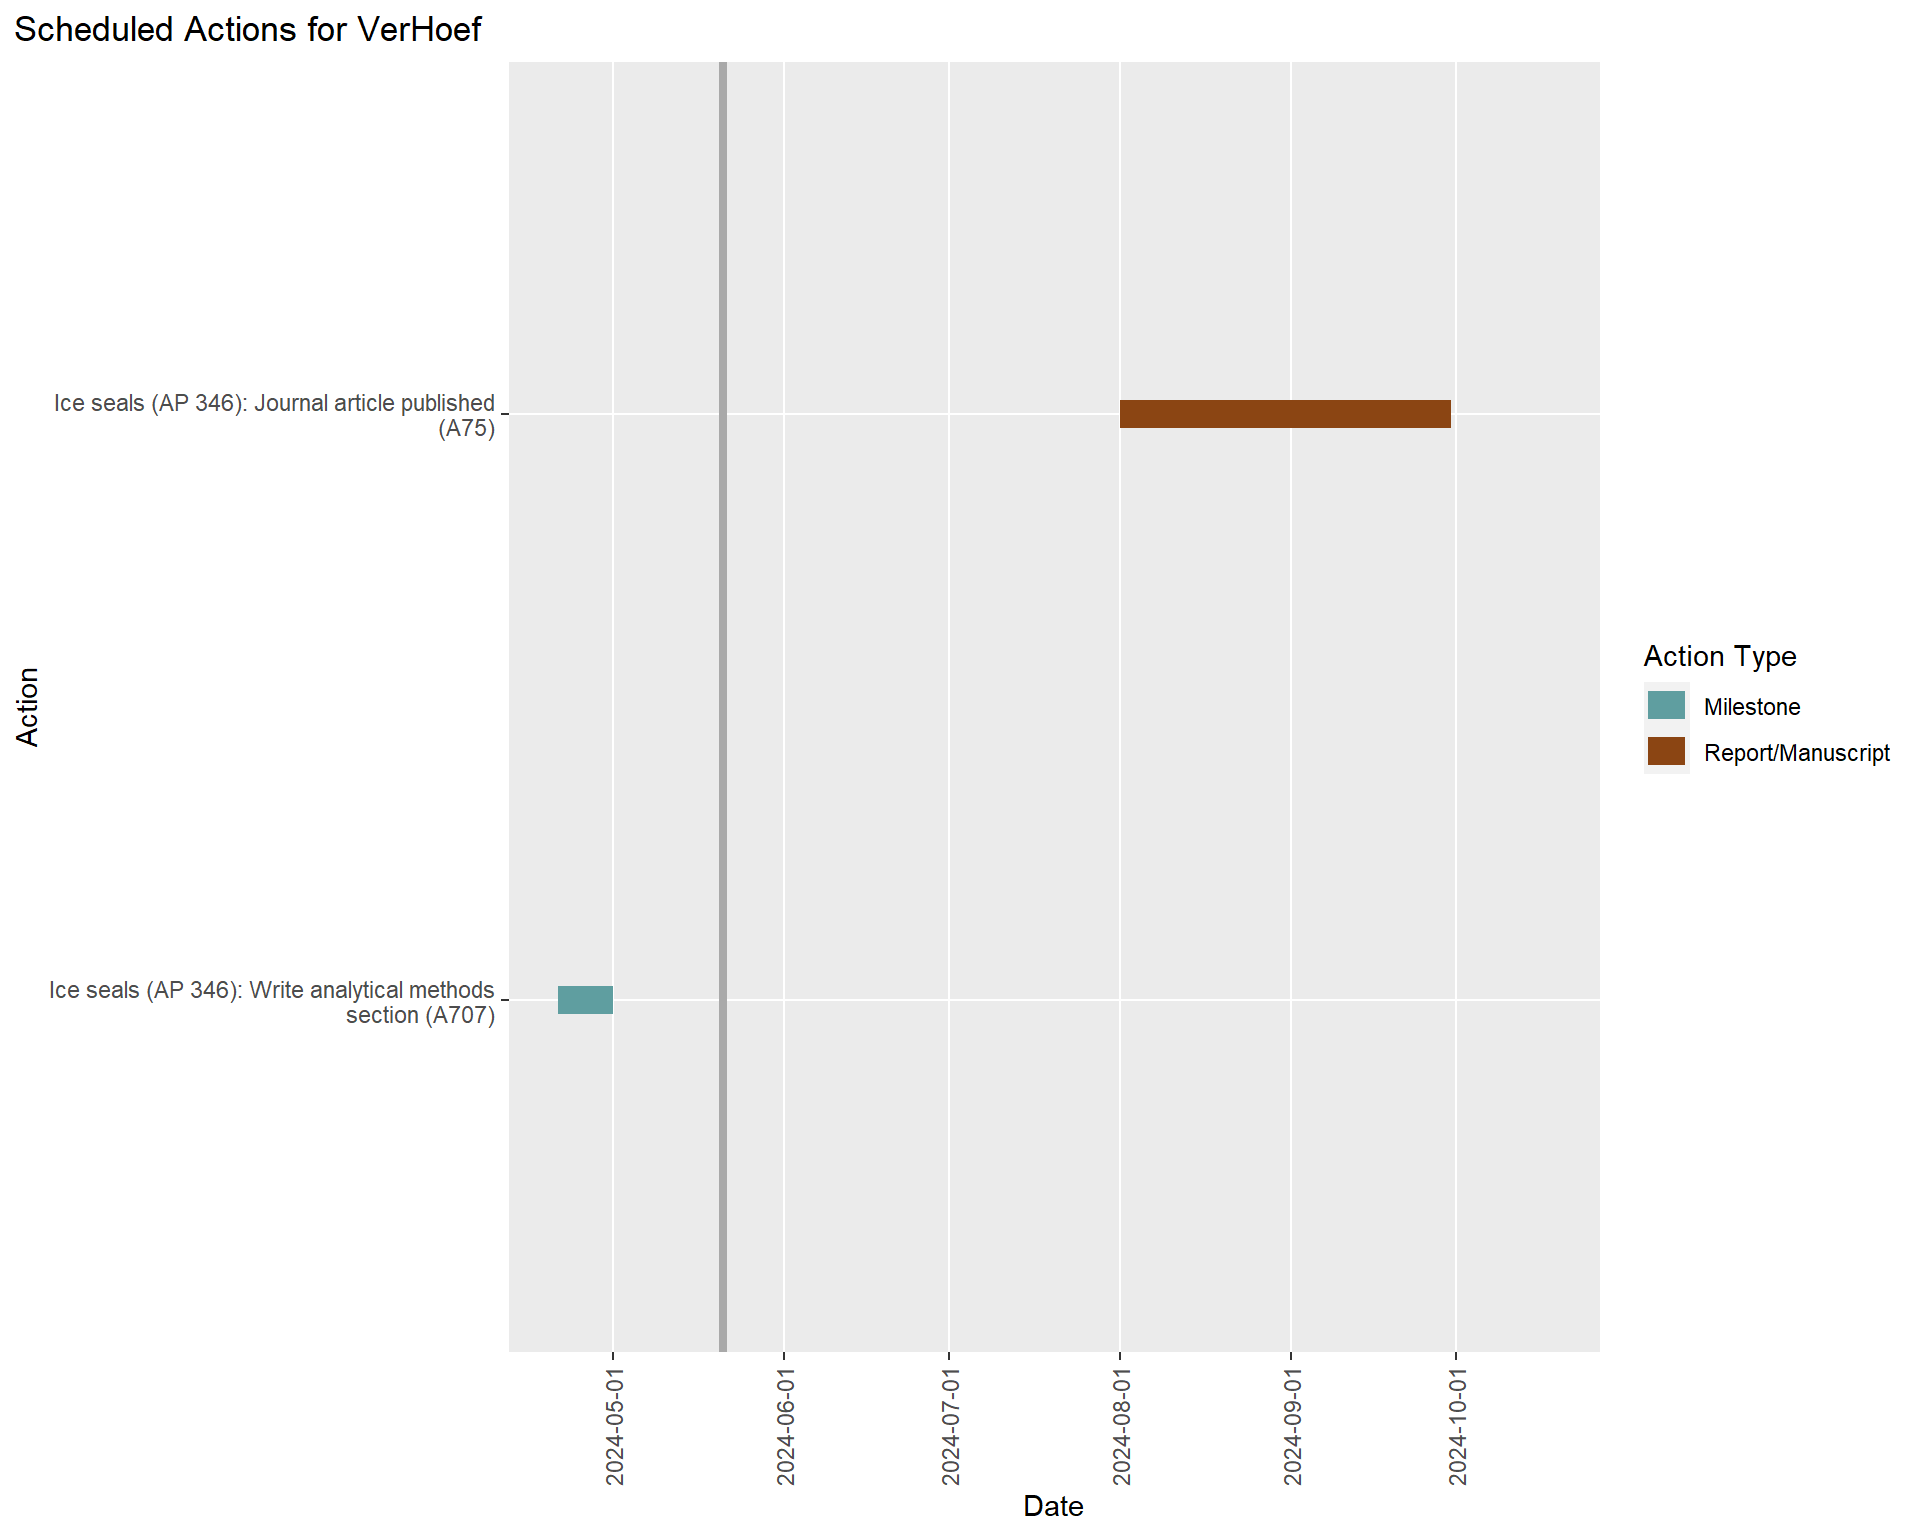 Scheduled Actions for VerHoef
Action
Ice seals (AP 346): Journal article published
(A75)
Ice seals (AP 346): Write analytical methods
section (A707)
2024-05-01
2024-06-01
2024-07-01
2024-08-01
2024-09-01
2024-10-01
Date
Action Type
Milestone
Report/Manuscript